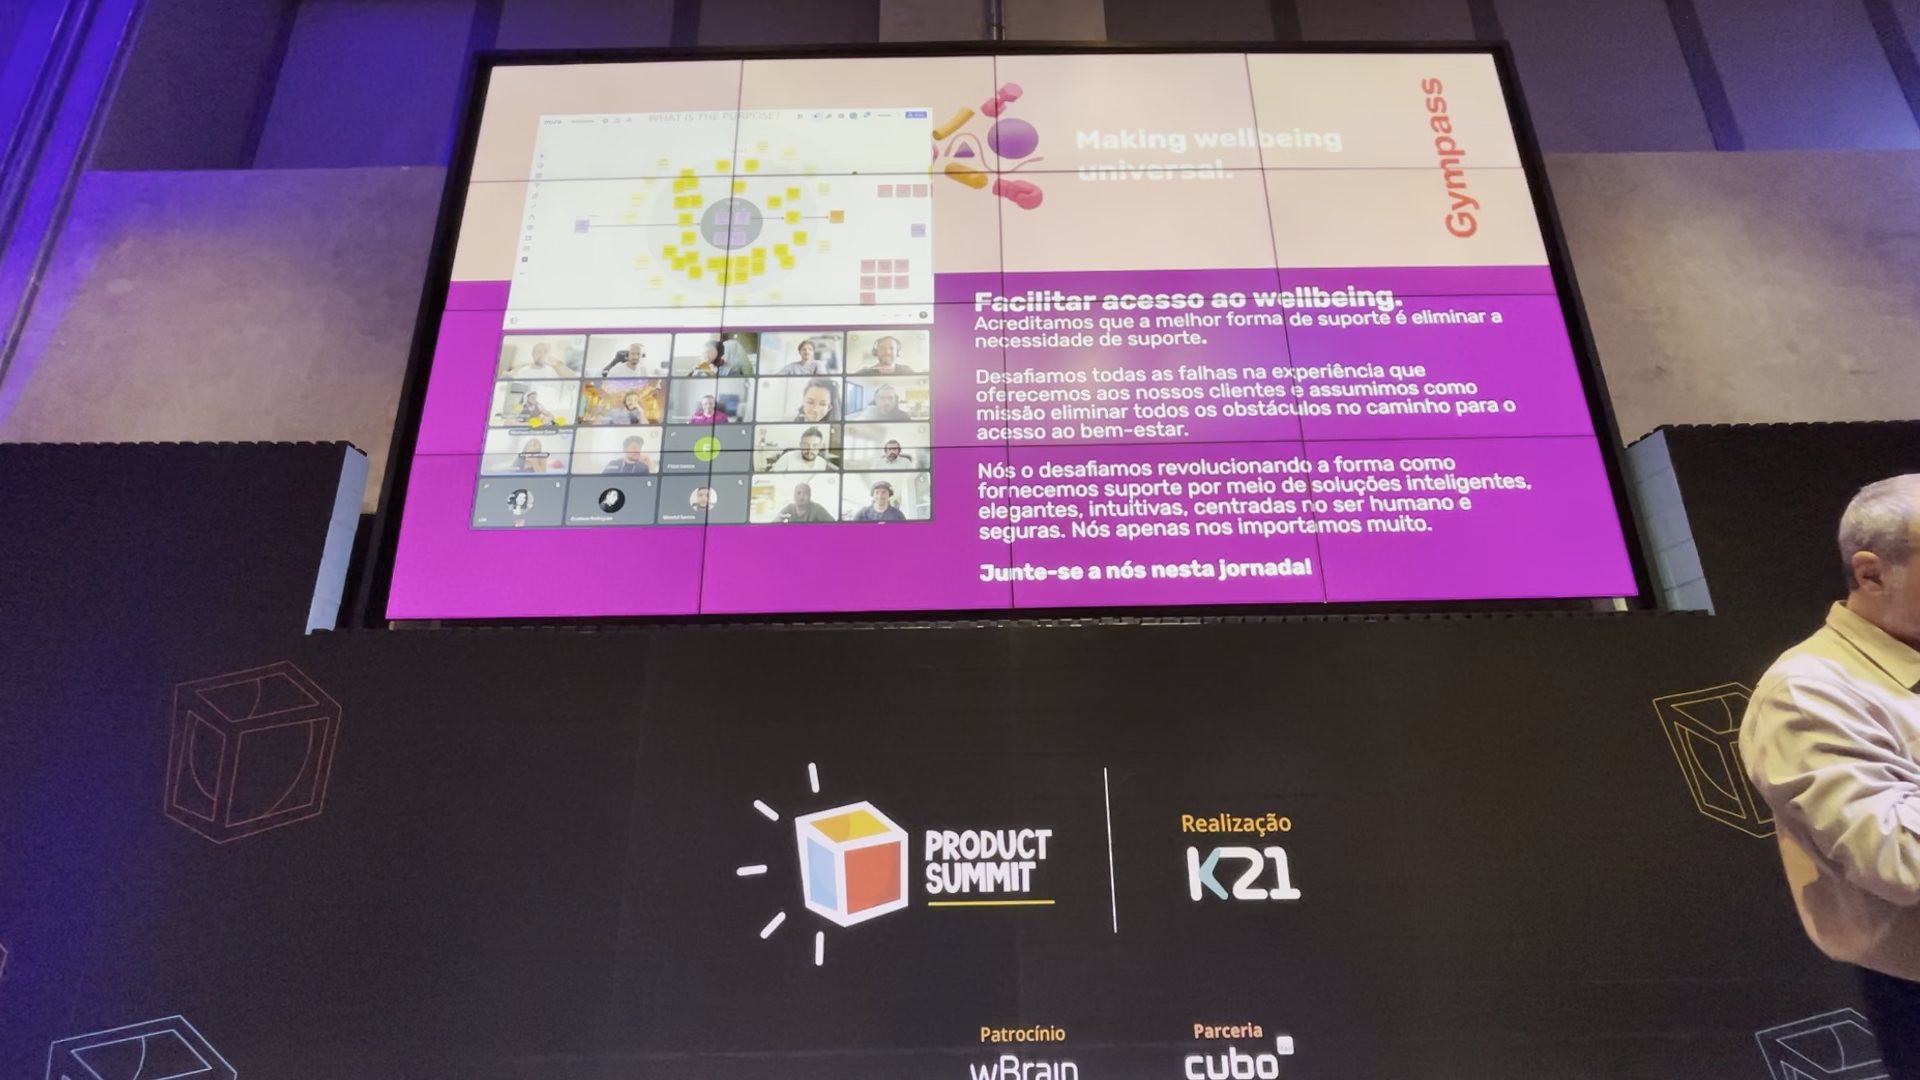 WHAT IS THE PURPOSE?
Making wellbeing
universal.
Gympass
Facilitar acesso ao wellbeing.
Acreditamos que a melhor forma de suporte é eliminar a
necessidade de suporte.
Desafiamos todas as falhas na experiência que
oferecemos aos nossos clientes e assumimos como
missão eliminar todos os obstáculos no caminho para o
acesso ao bem-estar.
Nós o desafiamos revolucionando a forma como
fornecemos suporte por meio de soluções inteligentes,
elegantes, intuitivas, centradas no ser humano e
seguras. Nós apenas nos importamos muito.
Junte-se a nós nesta jornada!
PRODUCT
SUMMIT
Realização
K21
Patrocínio
wBrain
Parceria
cubo